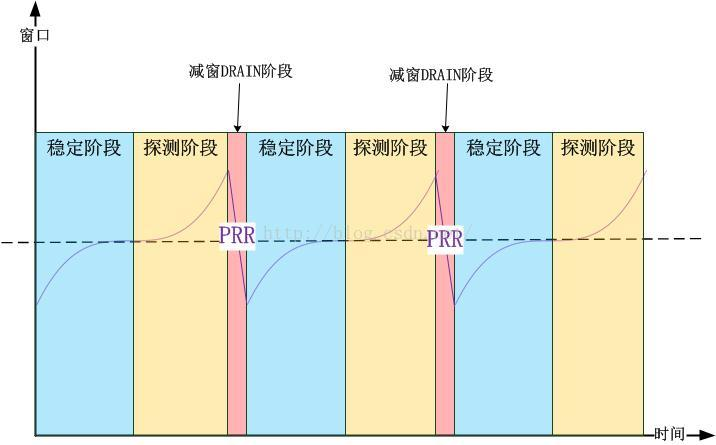 窗口
减窗DRAIN阶段
减窗DRAIN阶段
稳定阶段
探测阶段
稳定阶段
探测阶段
稳定阶段
探测阶段
PRR
http://blog.csdn.net/
PRR
时间